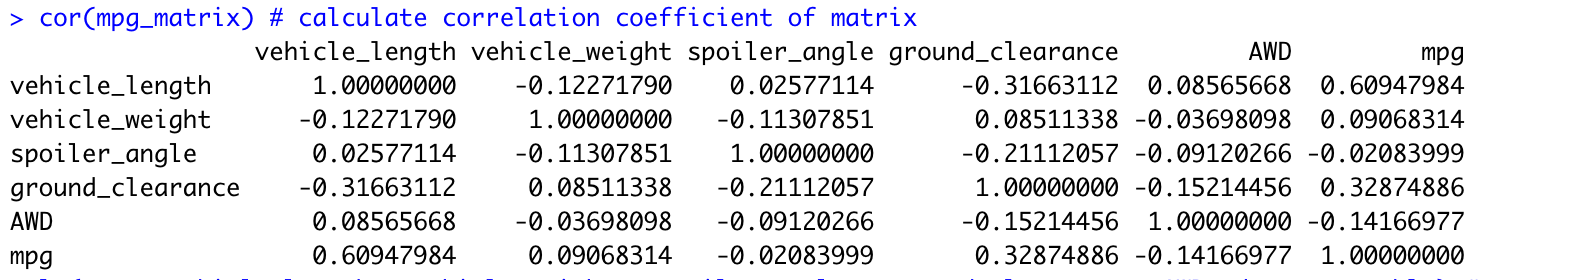 > cor(mpg_matrix) # calculate correlation coefficient of matrix
vehicle_length vehicle_weight spoiler_angle ground_clearance AWD mpg
vehicle_length 1.00000000 -0.12271790 0.02577114 -0.31663112 0.08565668 0.60947984
vehicle_weight -0.12271790 1.00000000 -0.11307851 0.08511338 -0.03698098 0.09068314
spoiler_angle 0.02577114 -0.11307851 1.00000000 -0.21112057 -0.09120266 -0.02083999
ground_clearance -0.31663112 0.08511338 -0.21112057 1.00000000 -0.15214456 0.32874886
AWD 0.08565668 -0.03698098 -0.09120266 -0.15214456 1.00000000 -0.14166977
mpg 0.60947984 0.09068314 -0.02083999 0.32874886 -0.14166977 1.00000000